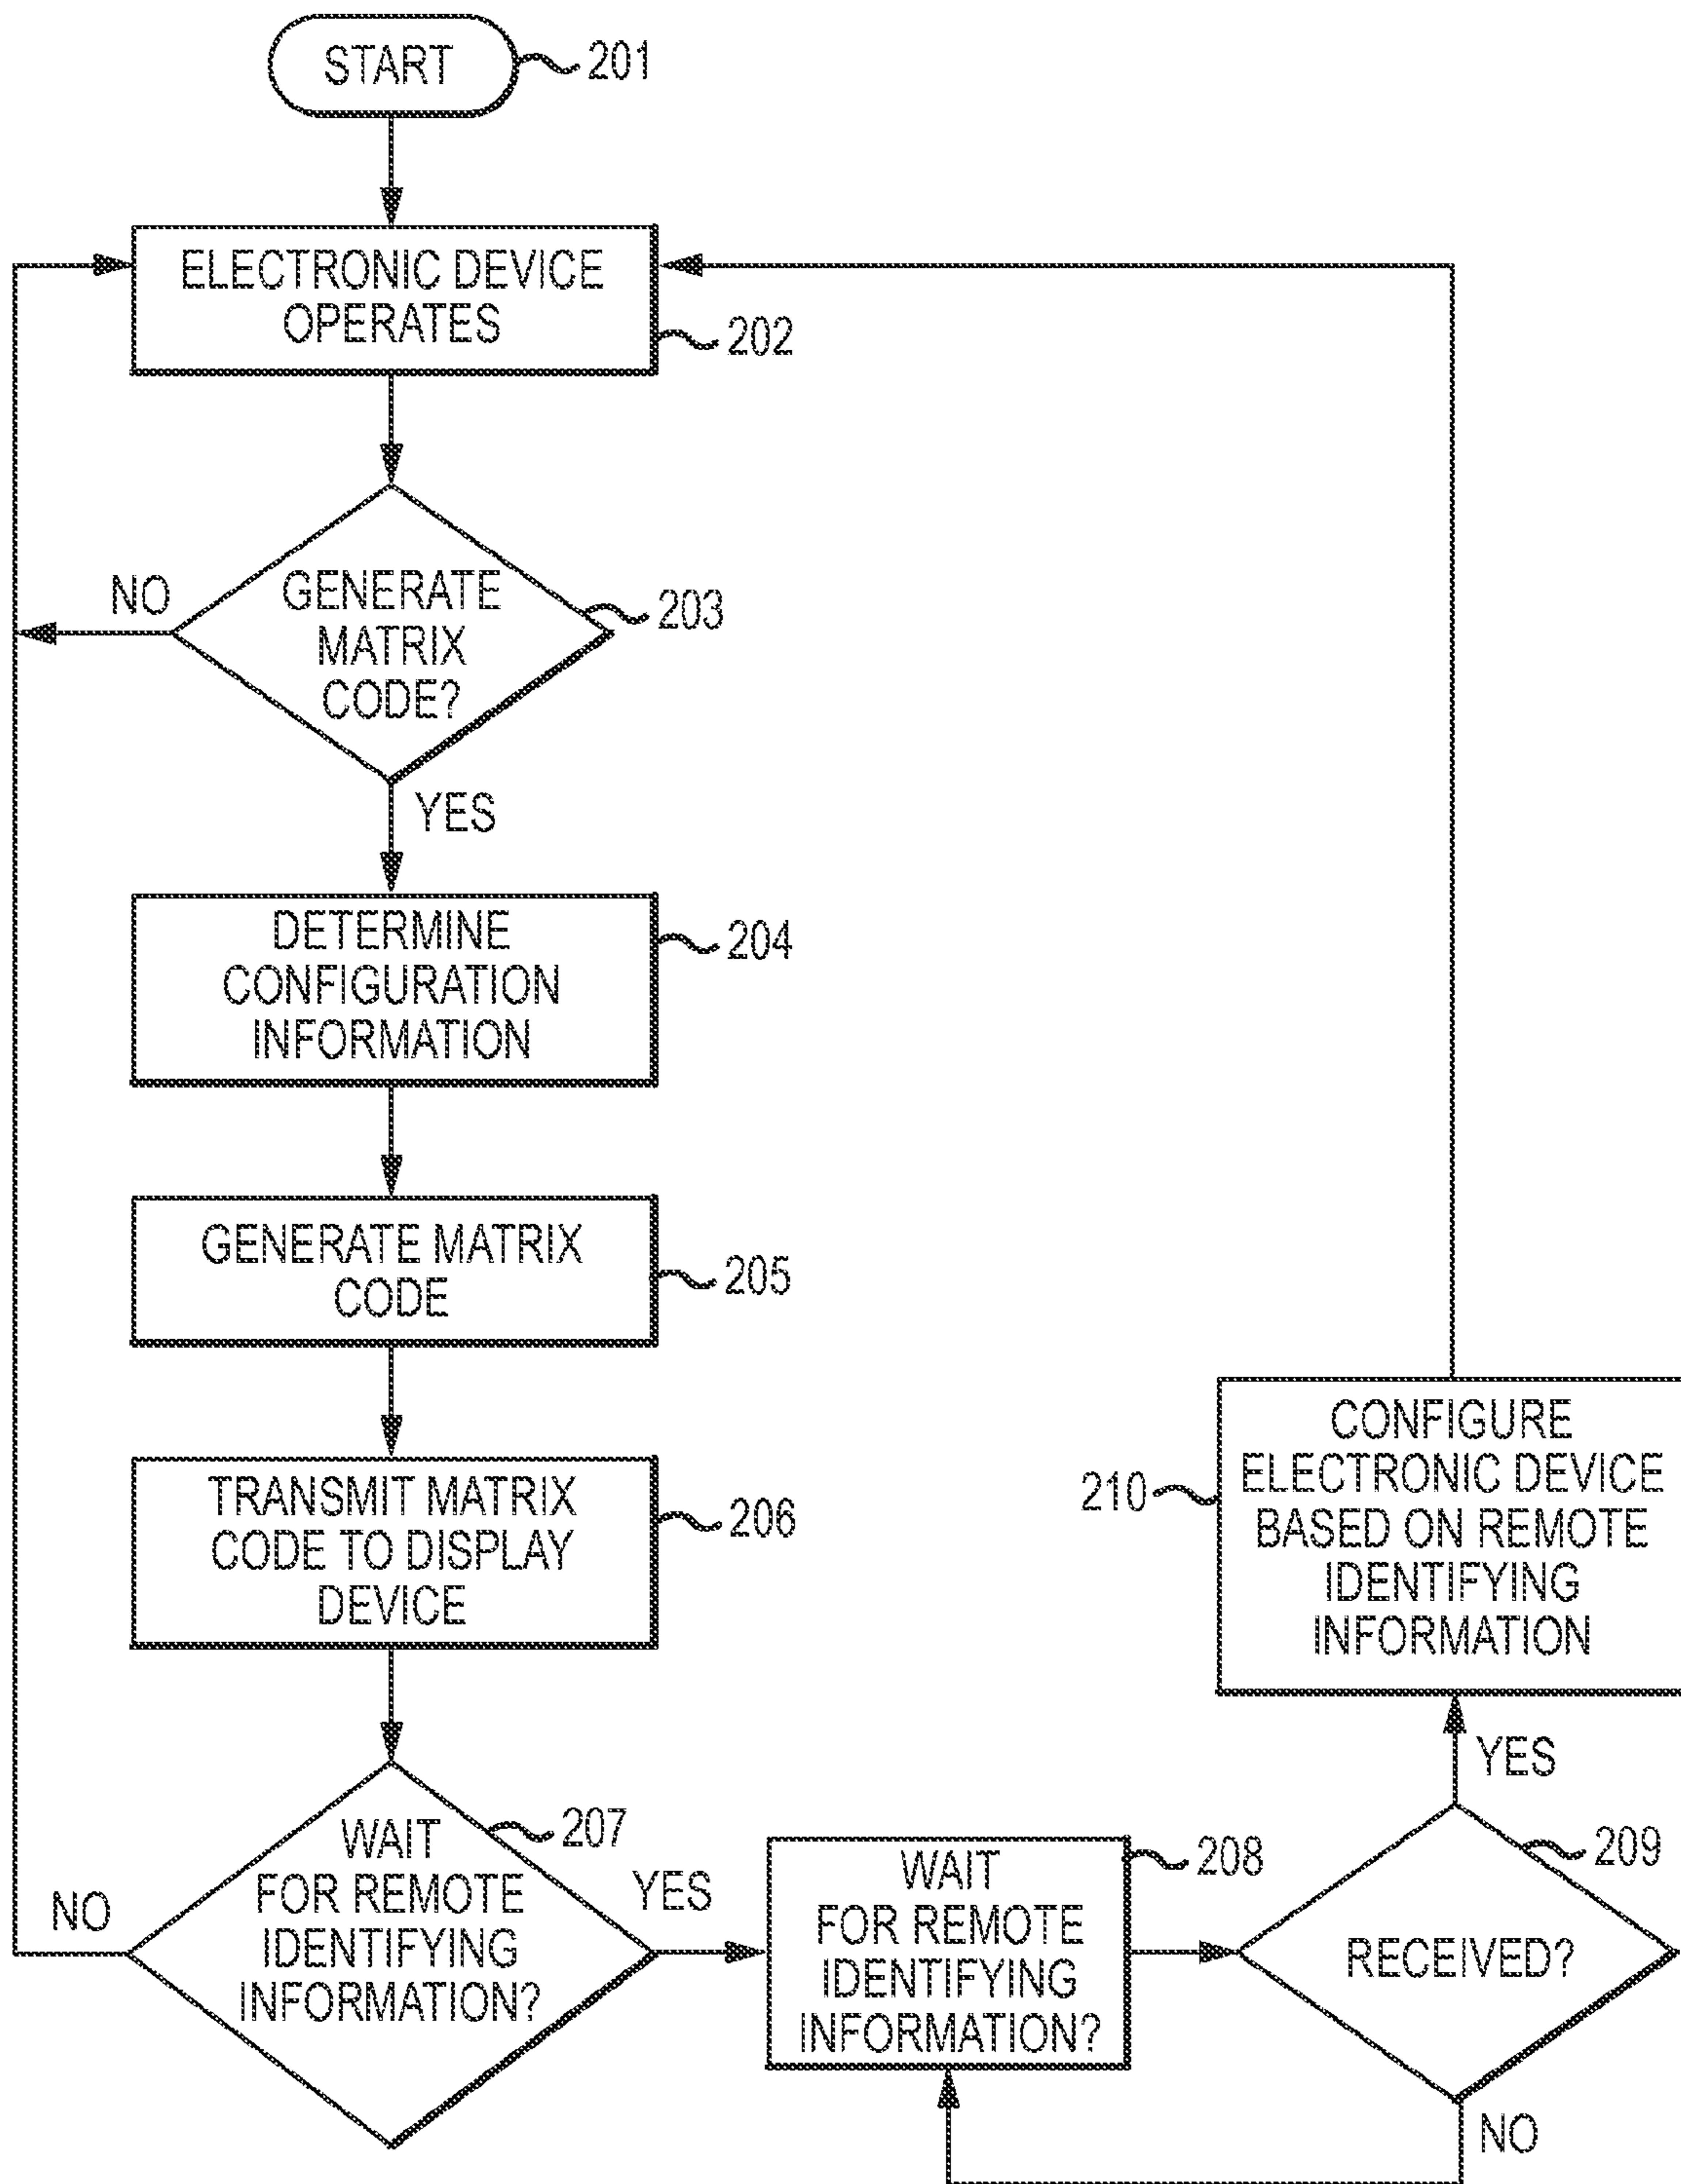 START
201
ELECTRONIC DEVICE
OPERATES
202
GENERATE
MATRIX
CODE?
203
NO
YES
DETERMINE
CONFIGURATION
INFORMATION
204
GENERATE MATRIX
CODE
205
TRANSMIT MATRIX
CODE TO DISPLAY
DEVICE
206
WAIT
FOR REMOTE
IDENTIFYING
INFORMATION?
207
NO
YES
WAIT
FOR REMOTE
IDENTIFYING
INFORMATION?
208
RECEIVED?
209
NO
YES
CONFIGURE
ELECTRONIC DEVICE
BASED ON REMOTE
IDENTIFYING
INFORMATION
210